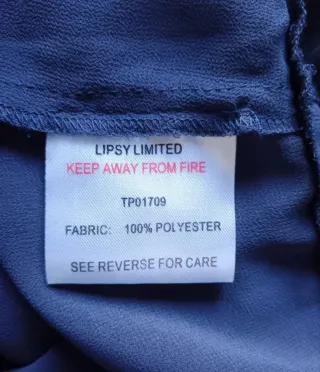 LIPSY LIMITED
KEEP AWAY FROM FIRE
TP01709
FABRIC: 100% POLYESTER
SEE REVERSE FOR CARE